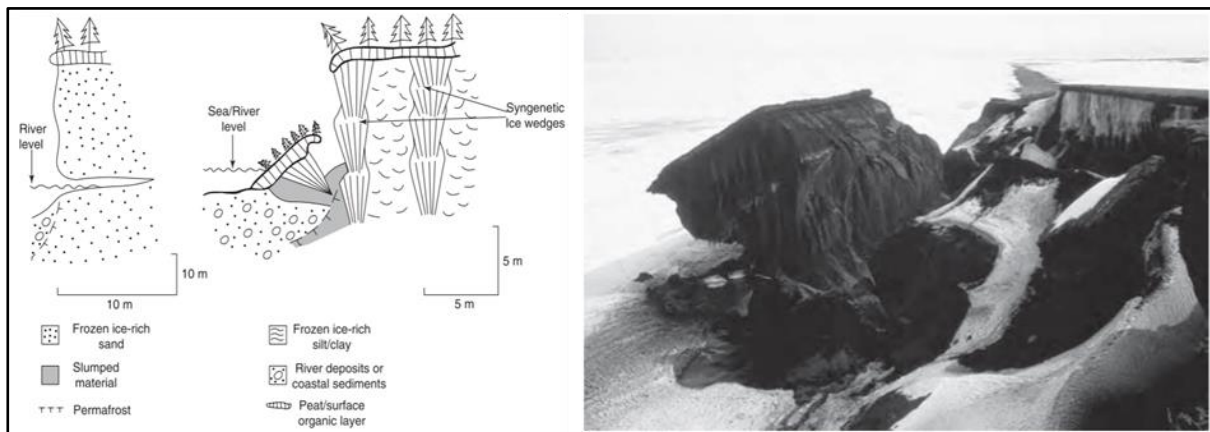 River
level
Sea/River
level
Syngenetic
Ice wedges
10 m
10 m
5 m
5 m
Frozen ice-rich
sand
Slumped
material
Permafrost
Frozen ice-rich
silt/clay
River deposits or
coastal sediments
Peat/surface
organic layer